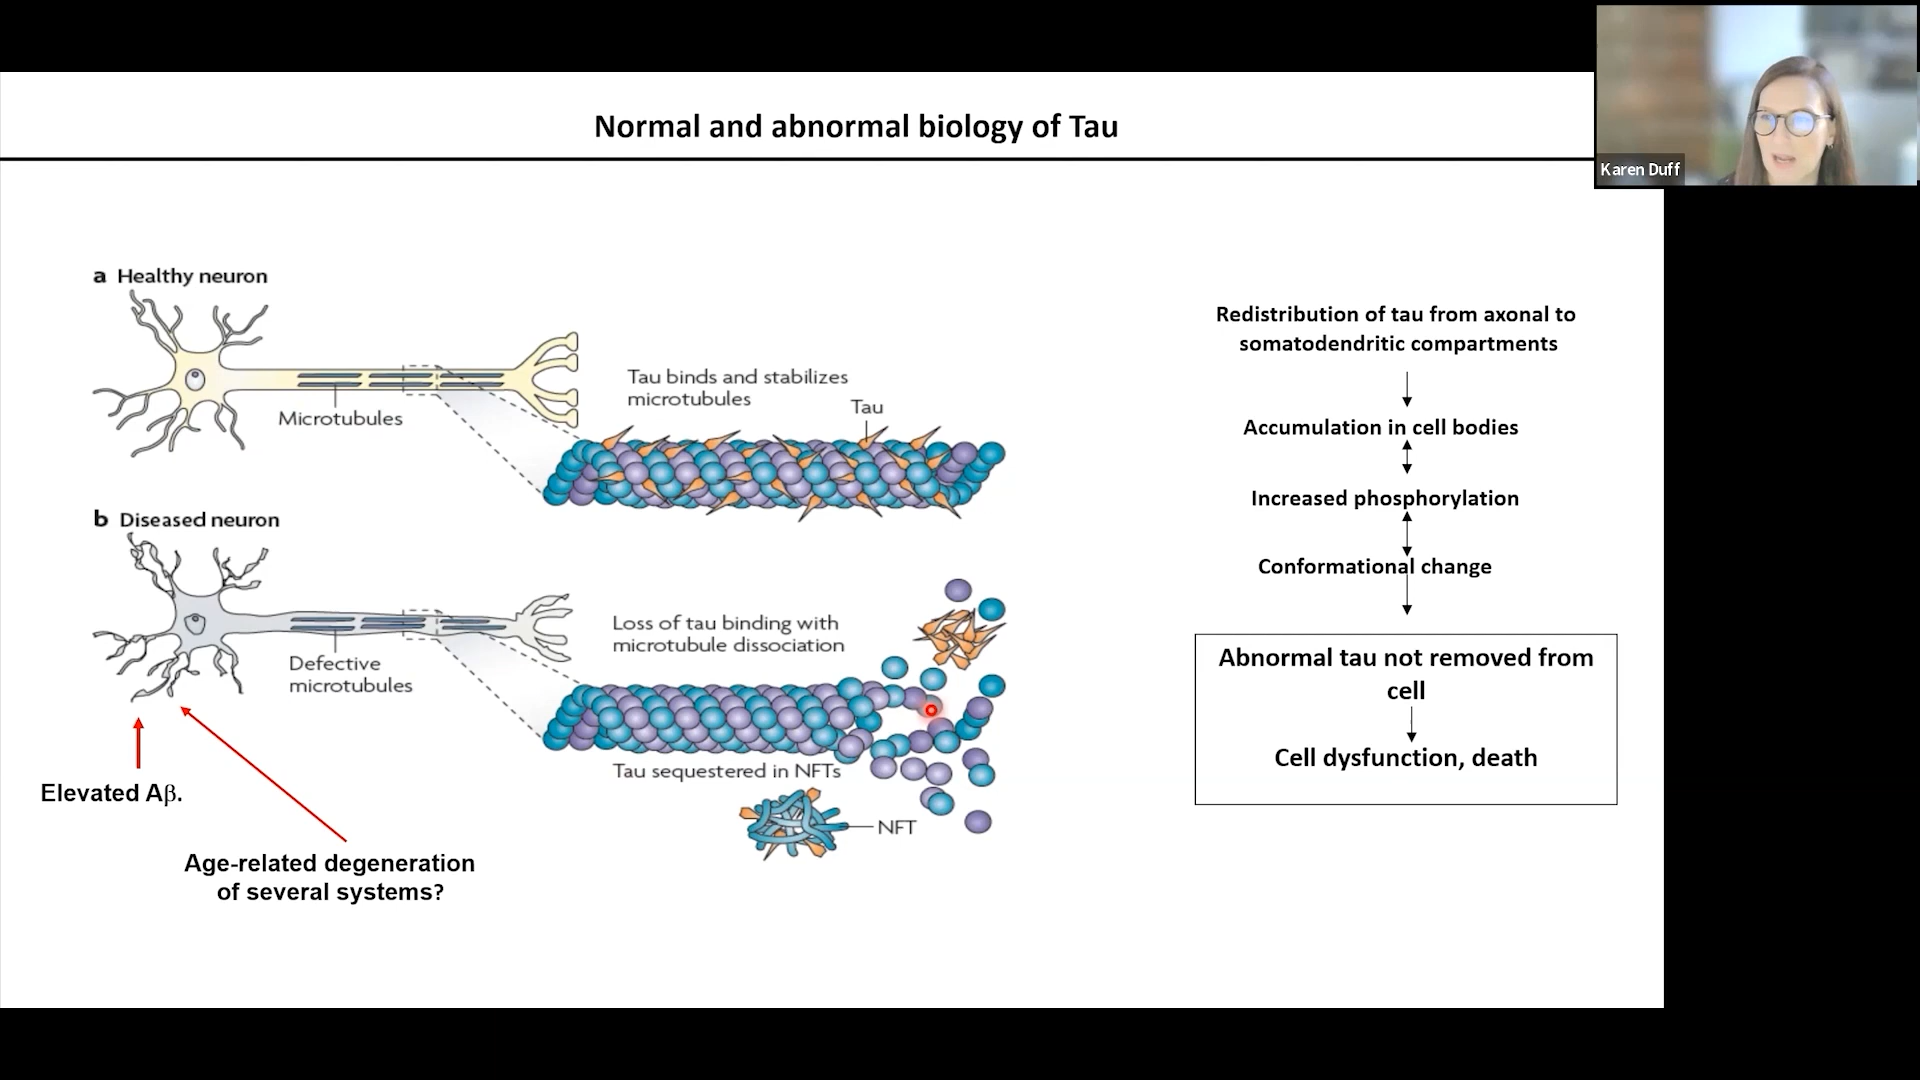 Normal and abnormal biology of Tau
Karen Duff
a Healthy neuron
Microtubules
Tau binds and stabilizes
microtubules
Tau
b Diseased neuron
Defective
microtubules
Loss of tau binding with
microtubule dissociation
Tau sequestered in NFTs
NFT
Elevated Aβ.
Age-related degeneration
of several systems?
Redistribution of tau from axonal to
somatodendritic compartments
Accumulation in cell bodies
Increased phosphorylation
Conformational change
Abnormal tau not removed from
cell
Cell dysfunction, death